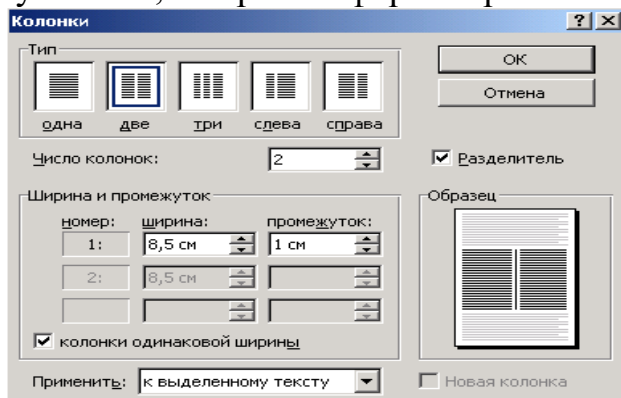 Колонки
Тип
одна две три слева справа
ОК
Отмена
Число колонок: 2
Разделитель
Ширина и промежуток
номер: ширина: промежуток:
1: 8,5 см 1 см
2: 8,5 см
колонки одинаковой ширины
Образец
Применить: к выделенному тексту
Новая колонка